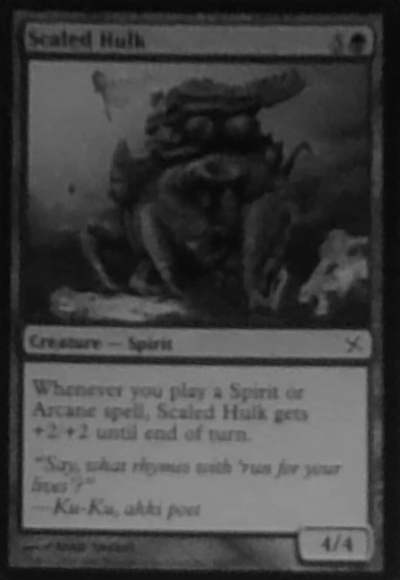 Scaled Hulk
5
Creature — Spirit
Whenever you play a Spirit or
Arcane spell, Scaled Hulk gets
+2/+2 until end of turn.
"Say, what rhymes with 'run for your
lives'?"
—Ku-Ku, akki poet
4/4